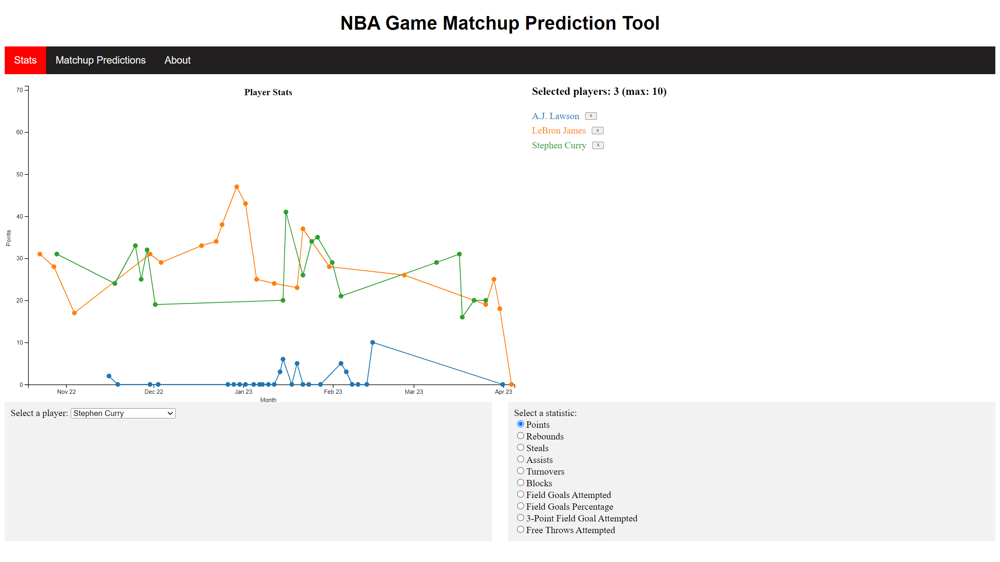 NBA Game Matchup Prediction Tool
Stats Matchup Predictions About
Player Stats
70
60
50
40
30
20
10
0
Points
Nov 22 Dec 22 Jan 23 Feb 23 Mar 23 Apr 23
Month
Selected players: 3 (max: 10)
A.J. Lawson x
LeBron James x
Stephen Curry x
Select a player: Stephen Curry
Select a statistic:
Points
Rebounds
Steals
Assists
Turnovers
Blocks
Field Goals Attempted
Field Goals Percentage
3-Point Field Goal Attempted
Free Throws Attempted